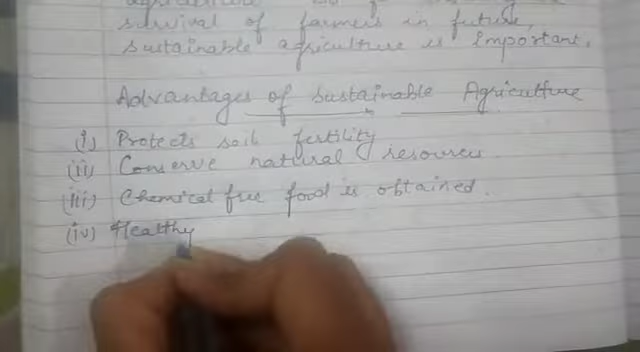 survival of farmers in future,
sustainable agriculture is important.
Advantages of sustainable Agriculture
(i) Protects soil fertility
(ii) Conserve natural resources
(iii) Chemical free food is obtained.
(iv) Healthy